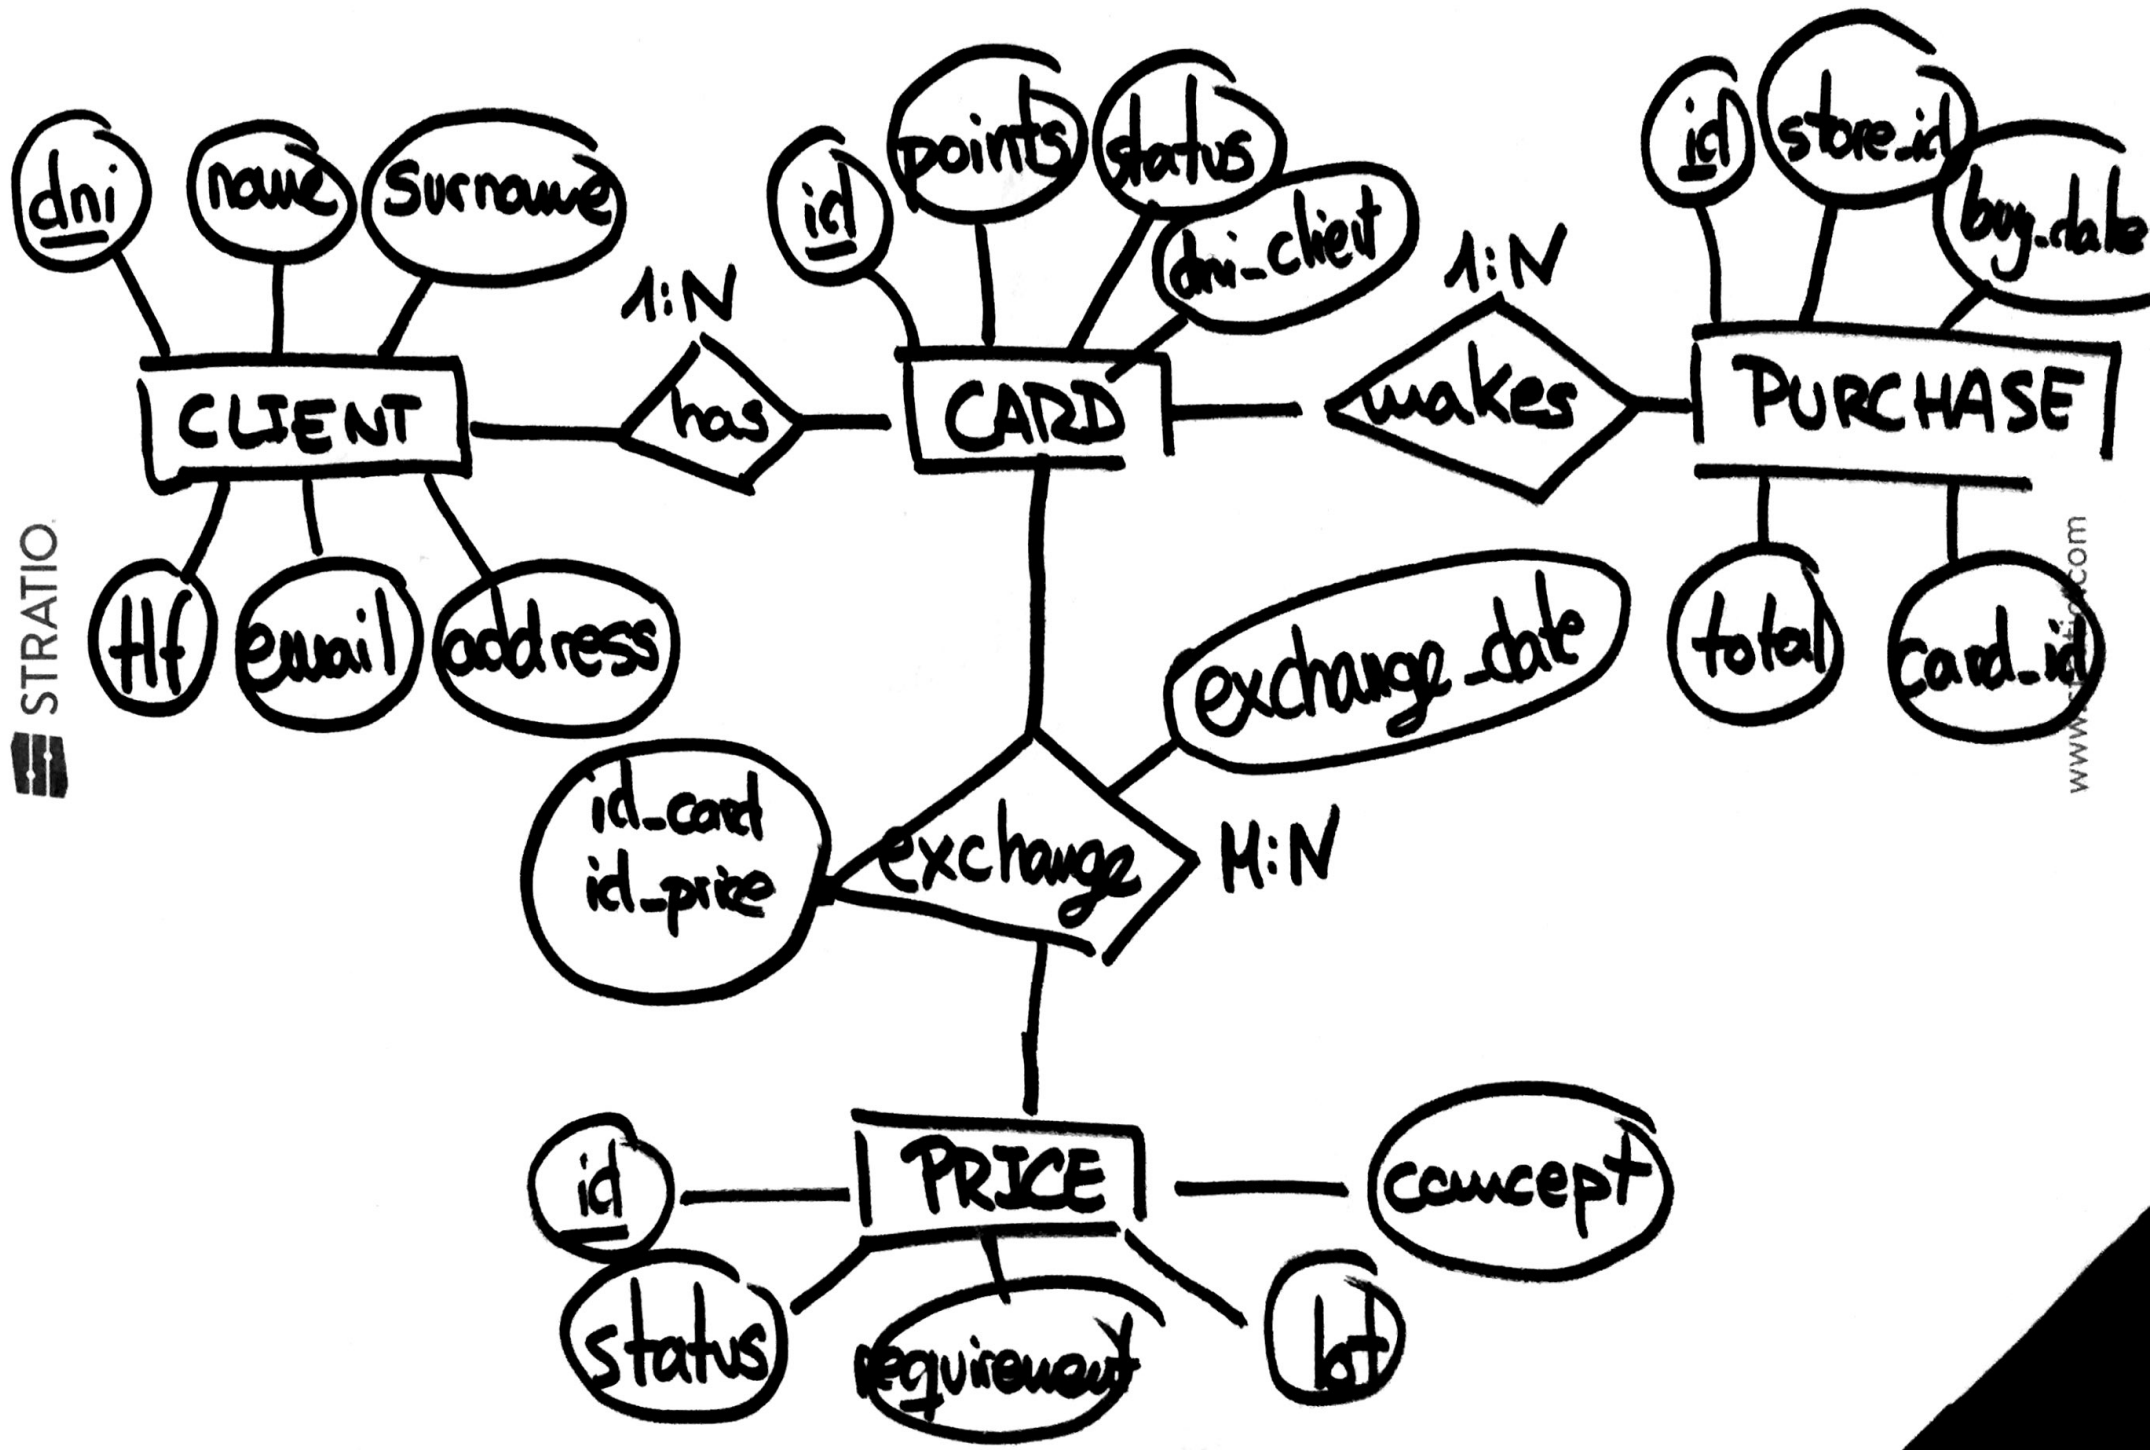 dni
name
surname
id
points
status
dni_client
id
store_id
buy_date
1:N
1:N
CLIENT
has
CARD
makes
PURCHASE
tlf
email
address
total
card_id
exchange_date
id_card
id_price
exchange
M:N
id
PRICE
concept
status
requirement
lot
STRATIO